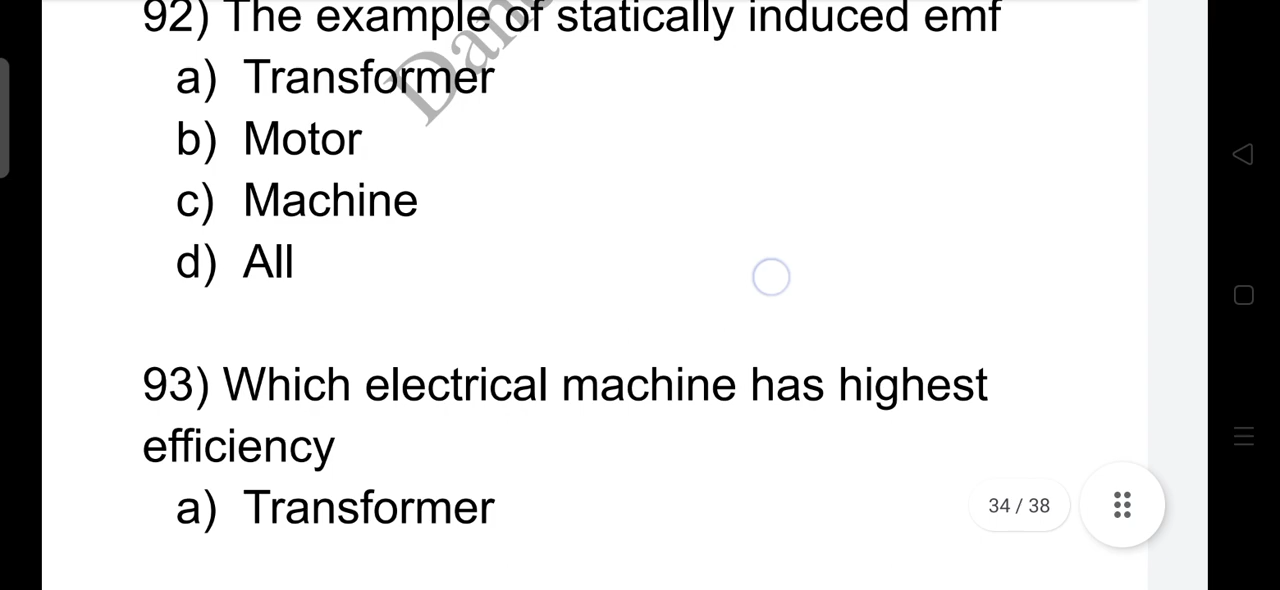 92) The example of statically induced emf
a) Transformer
b) Motor
c) Machine
d) All
93) Which electrical machine has highest
efficiency
a) Transformer
34 / 38